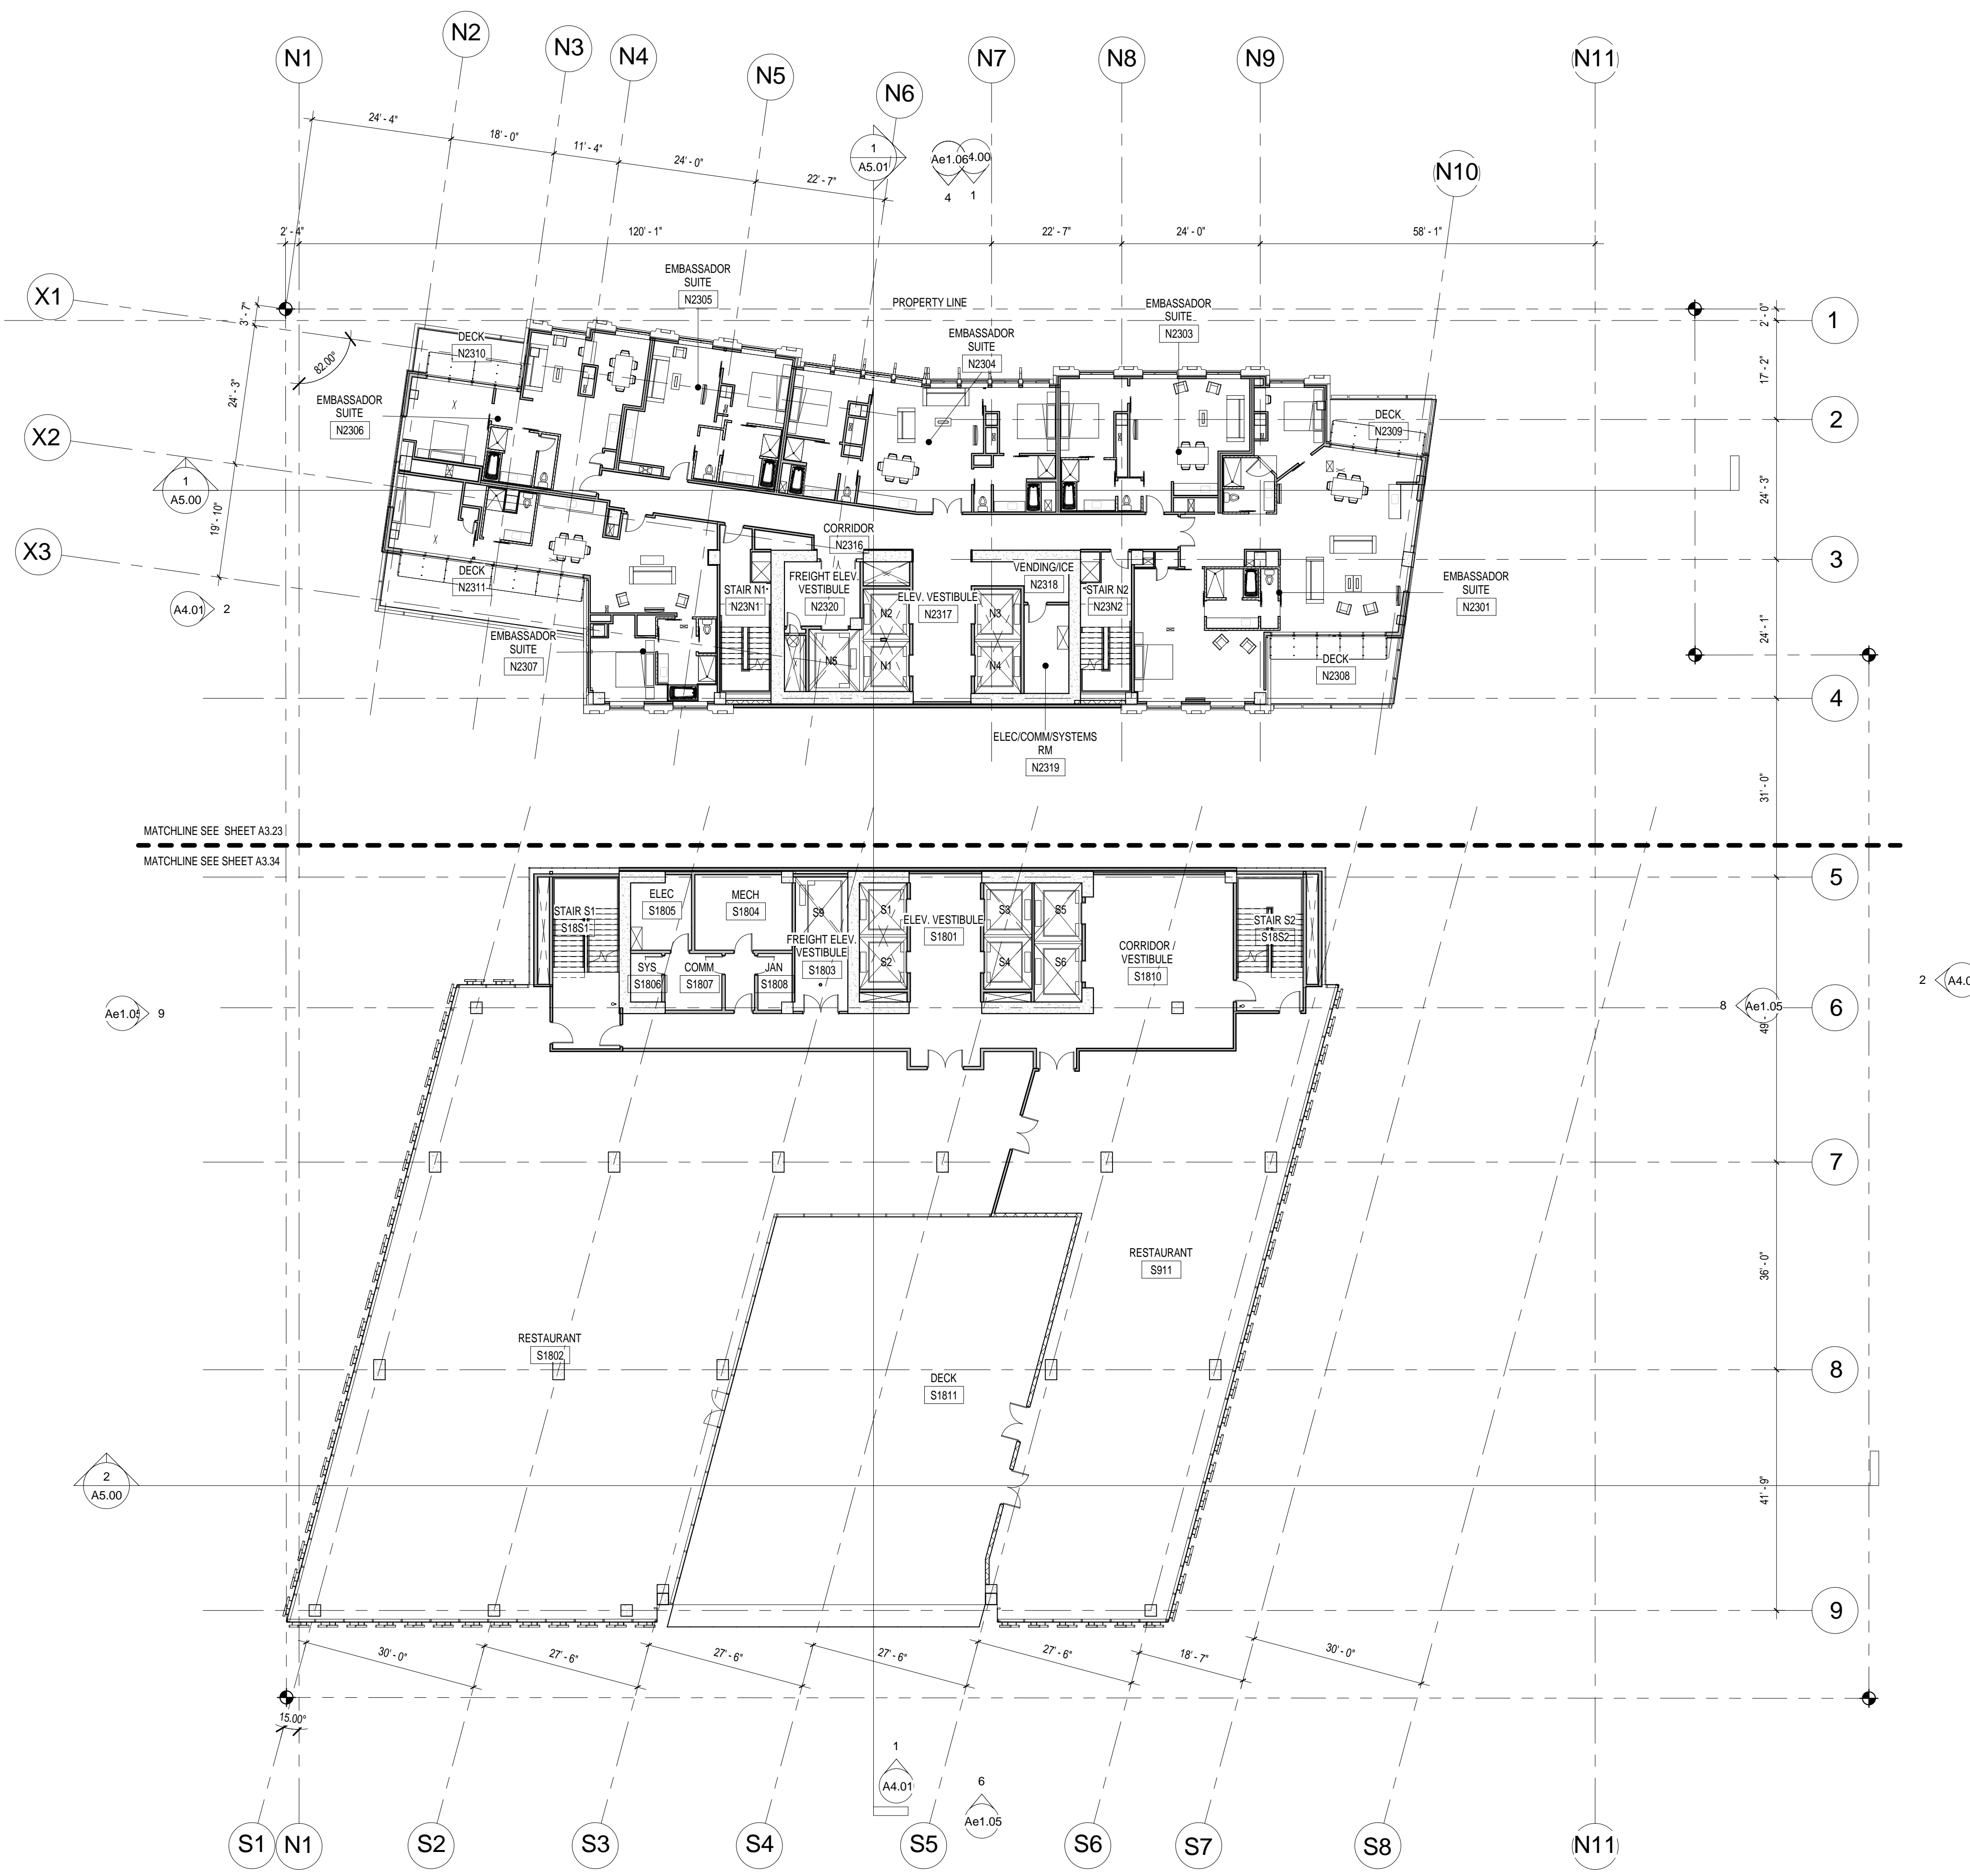 N1
N2
N3
N4
N5
N6
N7
N8
N9
N10
N11
24' - 4"
18' - 0"
11' - 4"
24' - 0"
22' - 7"
1
A5.01
Ae1.06
4.00
4
1
2' - 4"
120' - 1"
22' - 7"
24' - 0"
58' - 1"
X1
X2
X3
3' - 7"
24' - 3"
19' - 10"
82.00°
PROPERTY LINE
EMBASSADOR
SUITE
N2305
EMBASSADOR
SUITE
N2304
EMBASSADOR
SUITE
N2303
DECK
N2310
EMBASSADOR
SUITE
N2306
DECK
N2309
1
A5.00
A4.01
2
DECK
N2311
CORRIDOR
N2316
STAIR N1
N23N1
FREIGHT ELEV.
VESTIBULE
N2320
ELEV. VESTIBULE
N2317
VENDING/ICE
N2318
STAIR N2
N23N2
EMBASSADOR
SUITE
N2301
EMBASSADOR
SUITE
N2307
N5
N2
N1
N3
N4
DECK
N2308
ELEC/COMM/SYSTEMS
RM
N2319
1
2
3
4
2' - 0"
17' - 2"
24' - 3"
24' - 1"
31' - 0"
MATCHLINE SEE SHEET A3.23
MATCHLINE SEE SHEET A3.34
5
6
7
8
9
STAIR S1
S18S1
ELEC
S1805
MECH
S1804
S9
FREIGHT ELEV.
VESTIBULE
S1803
SYS
S1806
COMM
S1807
JAN
S1808
S1
S2
ELEV. VESTIBULE
S1801
S3
S4
S5
S6
CORRIDOR /
VESTIBULE
S1810
STAIR S2
S18S2
Ae1.05
9
8
Ae1.05
2
A4.0
49'
36' - 0"
41' - 9"
RESTAURANT
S911
RESTAURANT
S1802
DECK
S1811
2
A5.00
30' - 0"
27' - 6"
27' - 6"
27' - 6"
27' - 6"
18' - 7"
30' - 0"
15.00°
1
A4.01
6
Ae1.05
S1
N1
S2
S3
S4
S5
S6
S7
S8
N11